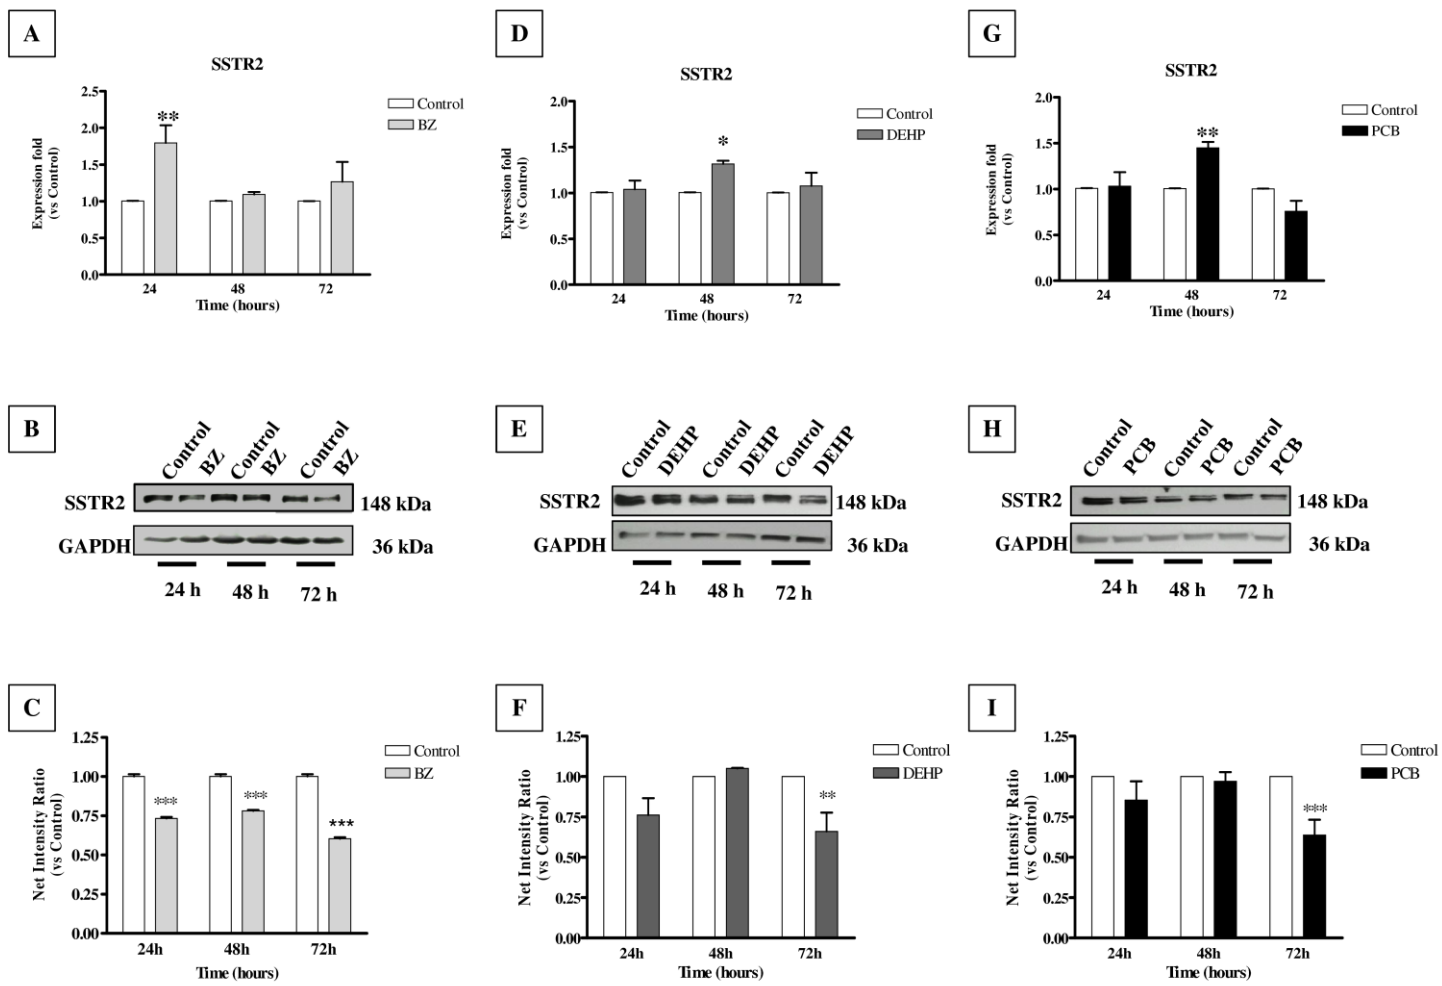 A
SSTR2
Expression fold
(vs Control)
2.5
2.0
1.5
1.0
0.5
0.0
**
24
48
72
Time (hours)
Control
BZ
D
SSTR2
Expression fold
(vs Control)
2.0
1.5
1.0
0.5
0.0
*
24
48
72
Time (hours)
Control
DEHP
G
SSTR2
Expression fold
(vs Control)
2.0
1.5
1.0
0.5
0.0
**
24
48
72
Time (hours)
Control
PCB
B
Control BZ Control BZ Control BZ
SSTR2 148 kDa
GAPDH 36 kDa
24 h 48 h 72 h
E
Control DEHP Control DEHP Control DEHP
SSTR2 148 kDa
GAPDH 36 kDa
24 h 48 h 72 h
H
Control PCB Control PCB Control PCB
SSTR2 148 kDa
GAPDH 36 kDa
24 h 48 h 72 h
C
Net Intensity Ratio
(vs Control)
1.25
1.00
0.75
0.50
0.25
0.00
***
***
***
24h
48h
72h
Time (hours)
Control
BZ
F
Net Intensity Ratio
(vs Control)
1.25
1.00
0.75
0.50
0.25
0.00
**
24h
48h
72h
Time (hours)
Control
DEHP
I
Net Intensity Ratio
(vs Control)
1.25
1.00
0.75
0.50
0.25
0.00
***
24h
48h
72h
Time (hours)
Control
PCB